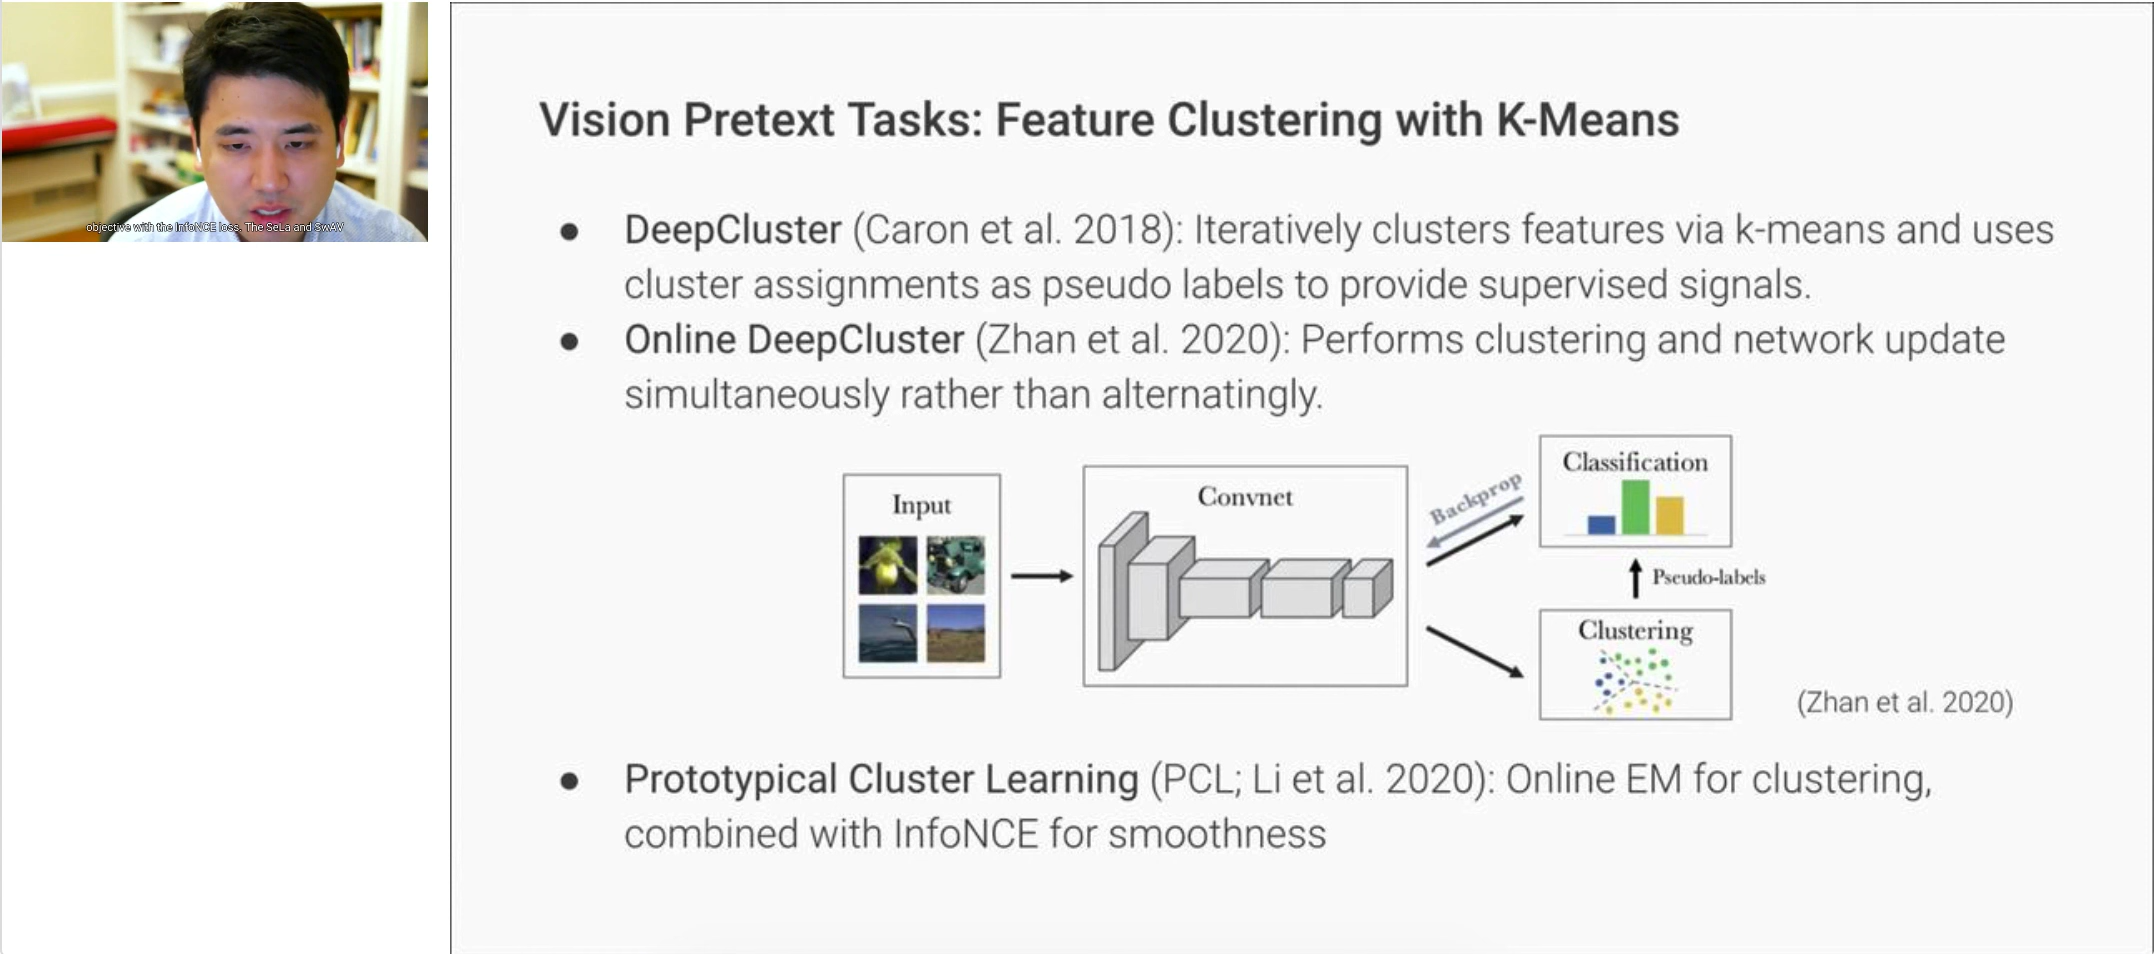 objective with the InfoNCE loss. The SeLa and SwAV
Vision Pretext Tasks: Feature Clustering with K-Means
● DeepCluster (Caron et al. 2018): Iteratively clusters features via k-means and uses
cluster assignments as pseudo labels to provide supervised signals.
● Online DeepCluster (Zhan et al. 2020): Performs clustering and network update
simultaneously rather than alternatingly.
Input
Convnet
Backprop
Classification
Pseudo-labels
Clustering
(Zhan et al. 2020)
● Prototypical Cluster Learning (PCL; Li et al. 2020): Online EM for clustering,
combined with InfoNCE for smoothness